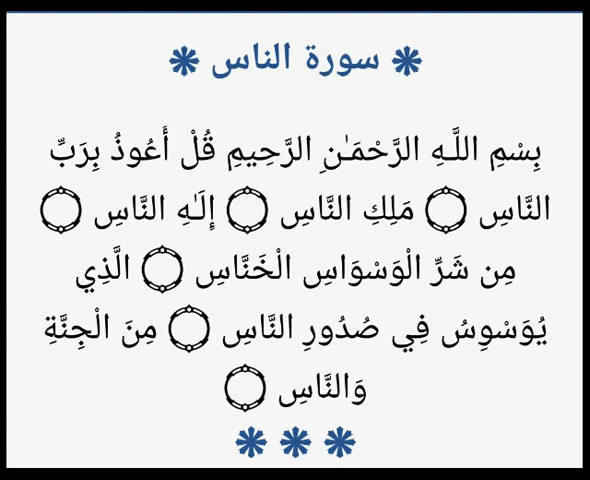 ❋ سورة الناس ❋
بِسْمِ اللَّـهِ الرَّحْمَـٰنِ الرَّحِيمِ قُلْ أَعُوذُ بِرَبِّ
النَّاسِ ۝ مَلِكِ النَّاسِ ۝ إِلَـٰهِ النَّاسِ ۝
مِن شَرِّ الْوَسْوَاسِ الْخَنَّاسِ ۝ الَّذِي
يُوَسْوِسُ فِي صُدُورِ النَّاسِ ۝ مِنَ الْجِنَّةِ
وَالنَّاسِ ۝
❋ ❋ ❋